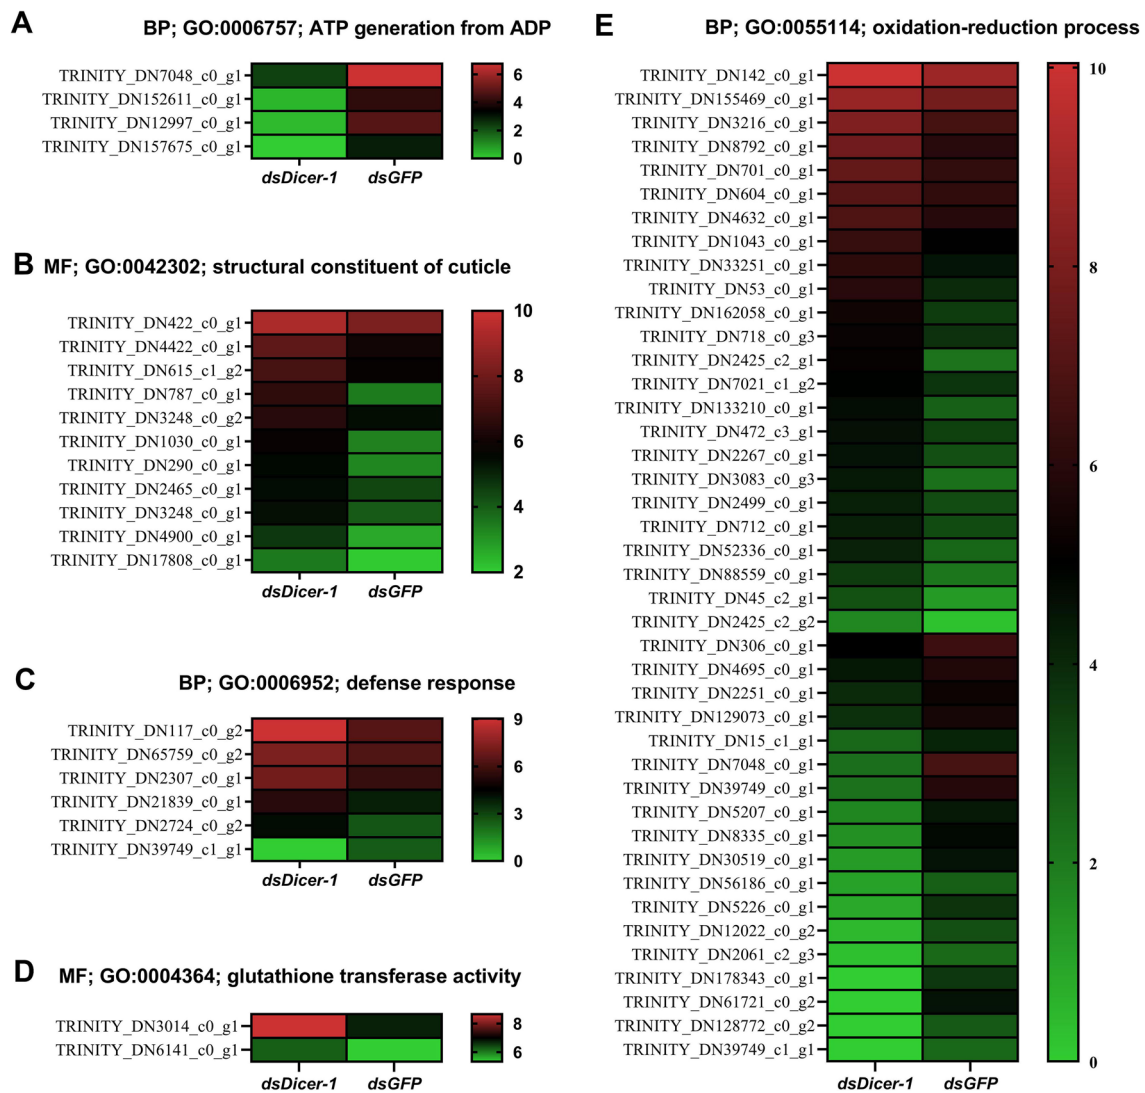 A
BP; GO:0006757; ATP generation from ADP
TRINITY_DN7048_c0_g1
TRINITY_DN152611_c0_g1
TRINITY_DN12997_c0_g1
TRINITY_DN157675_c0_g1
6
4
2
0
dsDicer-1 dsGFP
B
MF; GO:0042302; structural constituent of cuticle
TRINITY_DN422_c0_g1
TRINITY_DN4422_c0_g1
TRINITY_DN615_c1_g2
TRINITY_DN787_c0_g1
TRINITY_DN3248_c0_g2
TRINITY_DN1030_c0_g1
TRINITY_DN290_c0_g1
TRINITY_DN2465_c0_g1
TRINITY_DN3248_c0_g1
TRINITY_DN4900_c0_g1
TRINITY_DN17808_c0_g1
10
8
6
4
2
dsDicer-1 dsGFP
C
BP; GO:0006952; defense response
TRINITY_DN117_c0_g2
TRINITY_DN65759_c0_g2
TRINITY_DN2307_c0_g1
TRINITY_DN21839_c0_g1
TRINITY_DN2724_c0_g2
TRINITY_DN39749_c1_g1
9
6
3
0
dsDicer-1 dsGFP
D
MF; GO:0004364; glutathione transferase activity
TRINITY_DN3014_c0_g1
TRINITY_DN6141_c0_g1
8
6
dsDicer-1 dsGFP
E
BP; GO:0055114; oxidation-reduction process
TRINITY_DN142_c0_g1
TRINITY_DN155469_c0_g1
TRINITY_DN3216_c0_g1
TRINITY_DN8792_c0_g1
TRINITY_DN701_c0_g1
TRINITY_DN604_c0_g1
TRINITY_DN4632_c0_g1
TRINITY_DN1043_c0_g1
TRINITY_DN33251_c0_g1
TRINITY_DN53_c0_g1
TRINITY_DN162058_c0_g1
TRINITY_DN718_c0_g3
TRINITY_DN2425_c2_g1
TRINITY_DN7021_c1_g2
TRINITY_DN133210_c0_g1
TRINITY_DN472_c3_g1
TRINITY_DN2267_c0_g1
TRINITY_DN3083_c0_g3
TRINITY_DN2499_c0_g1
TRINITY_DN712_c0_g1
TRINITY_DN52336_c0_g1
TRINITY_DN88559_c0_g1
TRINITY_DN45_c2_g1
TRINITY_DN2425_c2_g2
TRINITY_DN306_c0_g1
TRINITY_DN4695_c0_g1
TRINITY_DN2251_c0_g1
TRINITY_DN129073_c0_g1
TRINITY_DN15_c1_g1
TRINITY_DN7048_c0_g1
TRINITY_DN39749_c0_g1
TRINITY_DN5207_c0_g1
TRINITY_DN8335_c0_g1
TRINITY_DN30519_c0_g1
TRINITY_DN56186_c0_g1
TRINITY_DN5226_c0_g1
TRINITY_DN12022_c0_g2
TRINITY_DN2061_c2_g3
TRINITY_DN178343_c0_g1
TRINITY_DN61721_c0_g2
TRINITY_DN128772_c0_g2
TRINITY_DN39749_c1_g1
10
8
6
4
2
0
dsDicer-1 dsGFP